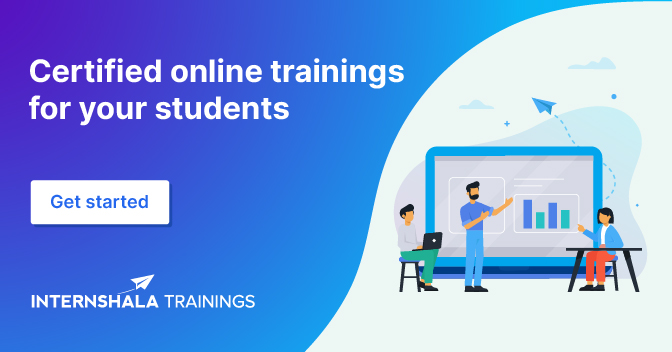 Certified online trainings
for your students
Get started
INTERNSHALA TRAININGS